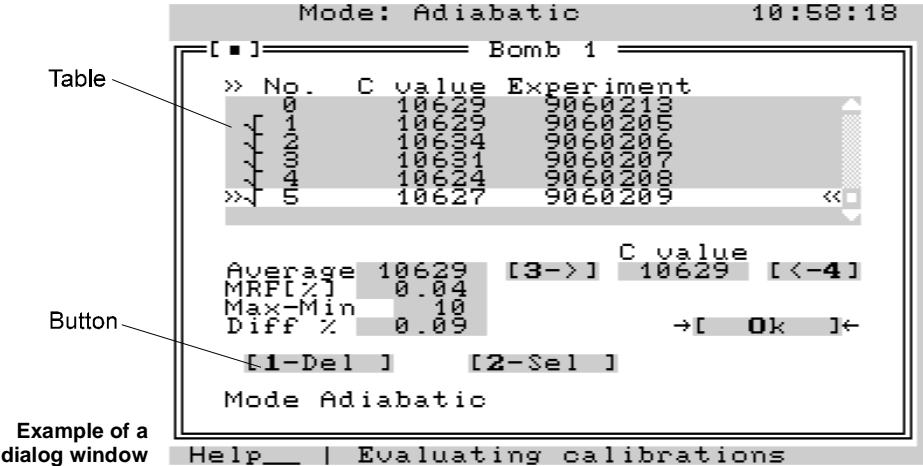 Mode: Adiabatic 10:58:18
[■] Bomb 1
Table
» No. C value Experiment
0 10629 9060213
√[ 1 10629 9060205
√ 2 10634 9060206
√ 3 10631 9060207
√ 4 10624 9060208
»√ 5 10627 9060209 «
C value
Average 10629 [3->] 10629 [<-4]
MRF[%] 0.04
Max-Min 10
Diff % 0.09 →[ Ok ]←
Button
[1-Del ] [2-Sel ]
Mode Adiabatic
Example of a
dialog window
Help__ | Evaluating calibrations